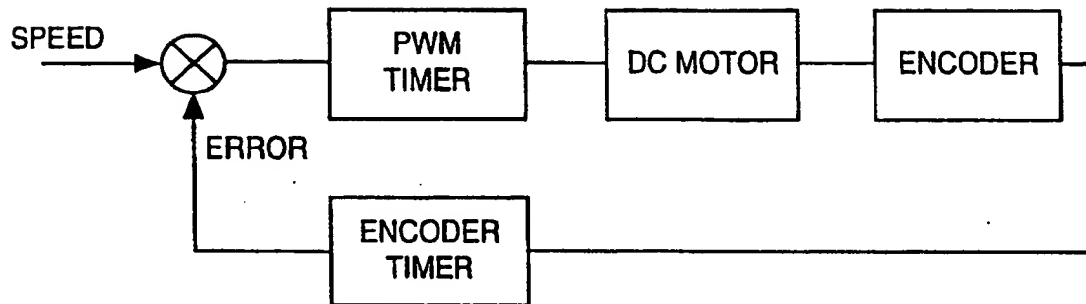 SPEED
PWM
TIMER
DC MOTOR
ENCODER
ERROR
ENCODER
TIMER